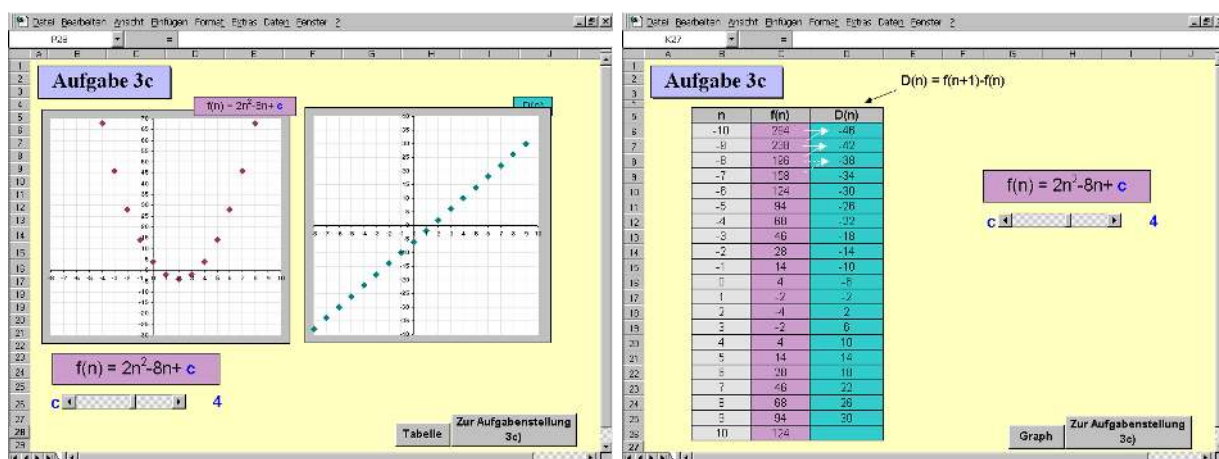 Datei Bearbeiten Ansicht Einfügen Format Extras Daten Fenster ?
P28 =
A B C D E F G H I J
Aufgabe 3c
f(n) = 2n²-8n+ c
D(n)
f(n) = 2n²-8n+ c
c 4
Tabelle
Zur Aufgabenstellung
3c)
Datei Bearbeiten Ansicht Einfügen Format Extras Daten Fenster ?
K27 =
A B C D E F G H I J
Aufgabe 3c
D(n) = f(n+1)-f(n)
n f(n) D(n)
-10 284 -46
-9 238 -42
-8 196 -38
-7 158 -34
-6 124 -30
-5 94 -26
-4 68 -22
-3 46 -18
-2 28 -14
-1 14 -10
0 4 -6
1 -2 -2
2 -4 2
3 -2 6
4 4 10
5 14 14
6 28 18
7 46 22
8 68 26
9 94 30
10 124
f(n) = 2n²-8n+ c
c 4
Graph
Zur Aufgabenstellung
3c)